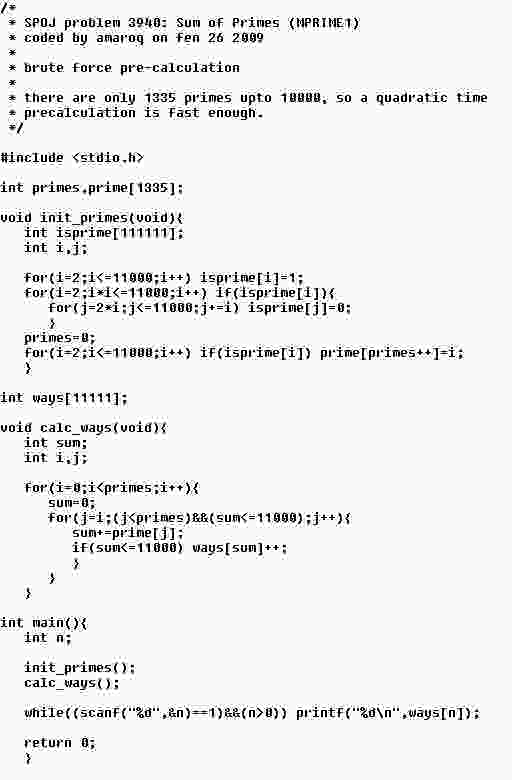 /*
 * SPOJ problem 3940: Sum of Primes (MPRIME1)
 * coded by amaroq on fen 26 2009
 *
 * brute force pre-calculation
 *
 * there are only 1335 primes upto 10000, so a quadratic time
 * precalculation is fast enough.
 */

#include <stdio.h>

int primes,prime[1335];

void init_primes(void){
   int isprime[111111];
   int i,j;

   for(i=2;i<=11000;i++) isprime[i]=1;
   for(i=2;i*i<=11000;i++) if(isprime[i]){
      for(j=2*i;j<=11000;j+=i) isprime[j]=0;
      }
   primes=0;
   for(i=2;i<=11000;i++) if(isprime[i]) prime[primes++]=i;
   }

int ways[11111];

void calc_ways(void){
   int sum;
   int i,j;

   for(i=0;i<primes;i++){
      sum=0;
      for(j=i;(j<primes)&&(sum<=11000);j++){
         sum+=prime[j];
         if(sum<=11000) ways[sum]++;
         }
      }
   }

int main(){
   int n;

   init_primes();
   calc_ways();

   while((scanf("%d",&n)==1)&&(n>0)) printf("%d\n",ways[n]);

   return 0;
   }